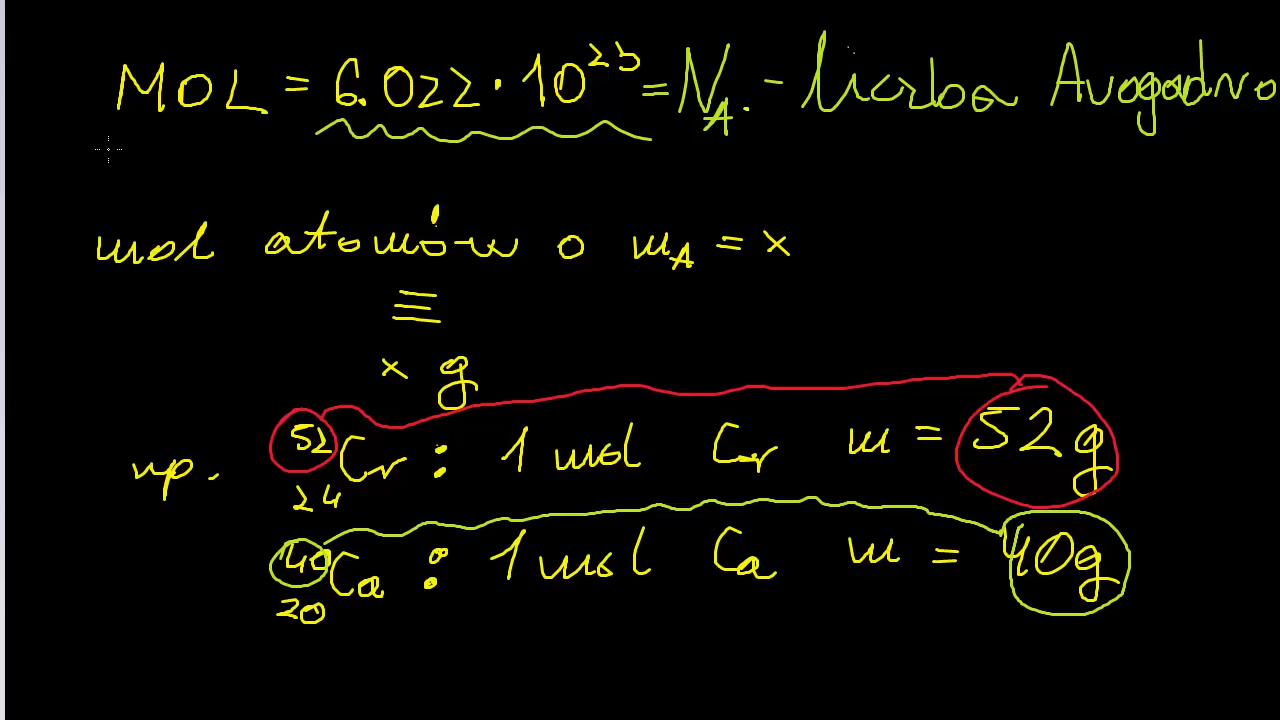 MOL = 6.022 · 10²³ = N_A. - liczba Avogadro
mol atomów o m_A = x
≡
x g
np. ⁵²₂₄Cr : 1 mol Cr m = 52g
⁴⁰₂₀Ca : 1 mol Ca m = 40g